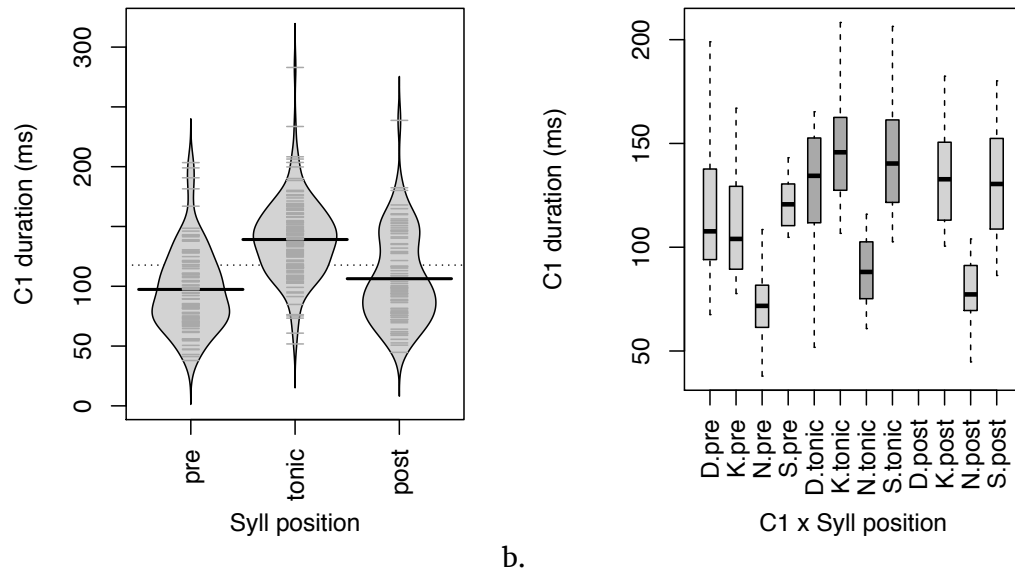 C1 duration (ms)
300
200
100
50
0
pre
tonic
post
Syll position
C1 duration (ms)
200
150
100
50
D.pre
K.pre
N.pre
S.pre
D.tonic
K.tonic
N.tonic
S.tonic
D.post
K.post
N.post
S.post
C1 x Syll position
b.